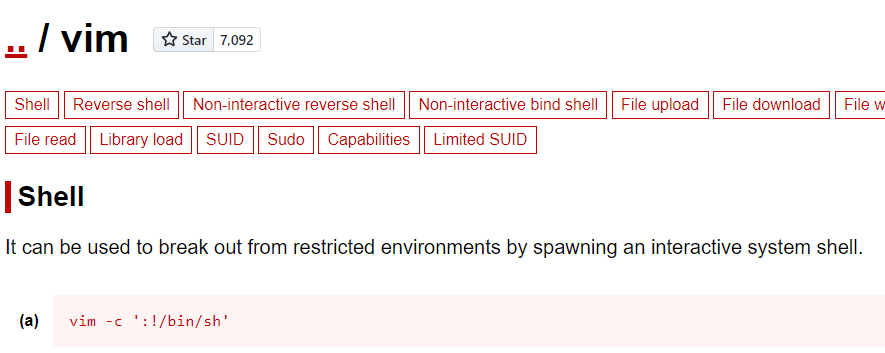 .. / vim Star 7,092
Shell Reverse shell Non-interactive reverse shell Non-interactive bind shell File upload File download File w
File read Library load SUID Sudo Capabilities Limited SUID
Shell
It can be used to break out from restricted environments by spawning an interactive system shell.
(a) vim -c ':!/bin/sh'